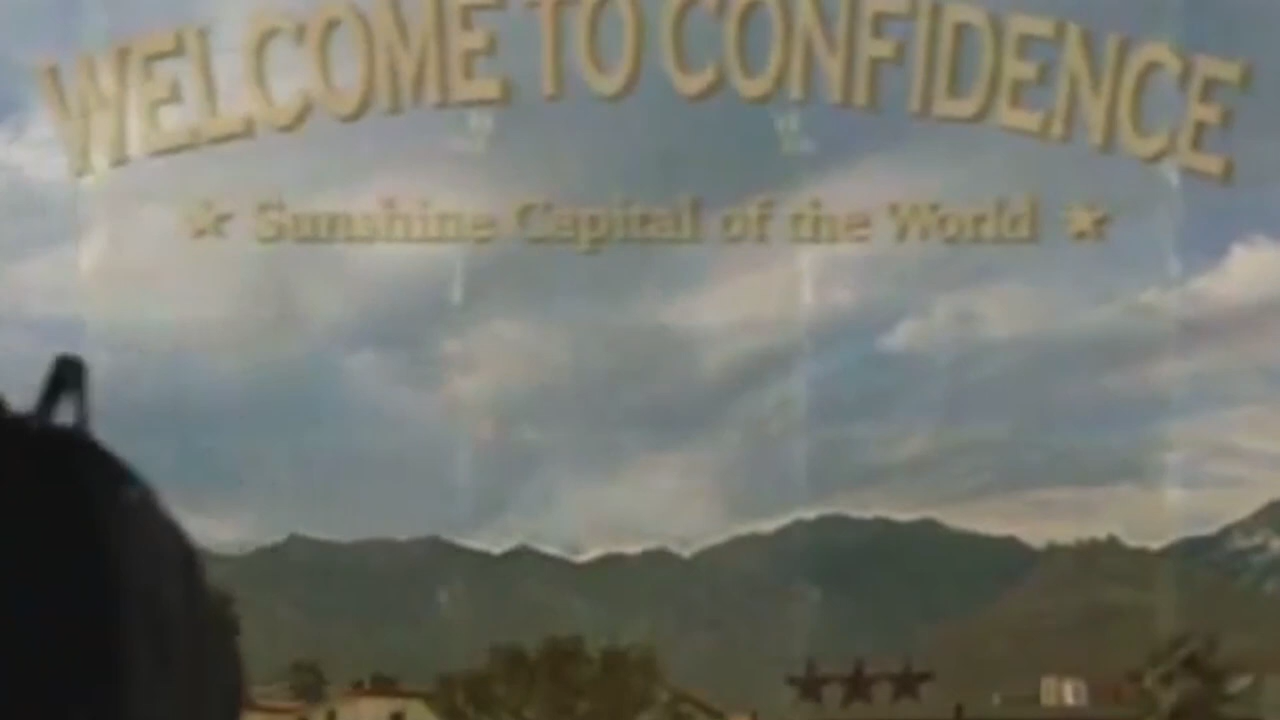 WELCOME TO CONFIDENCE
★ Sunshine Capital of the World ★